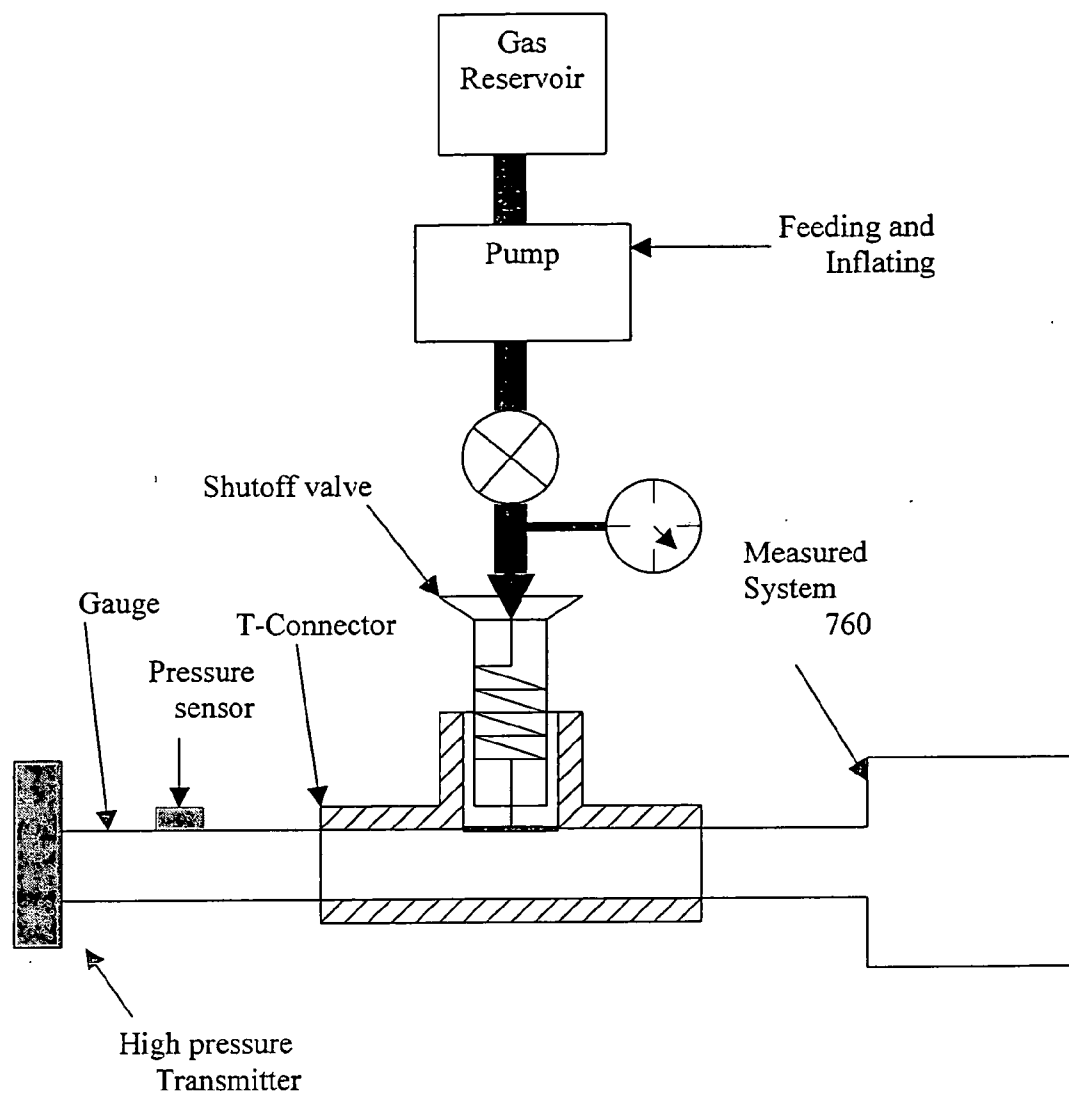 Gas
Reservoir
Pump
Feeding and
Inflating
Shutoff valve
Measured
System
760
Gauge
T-Connector
Pressure
sensor
High pressure
Transmitter